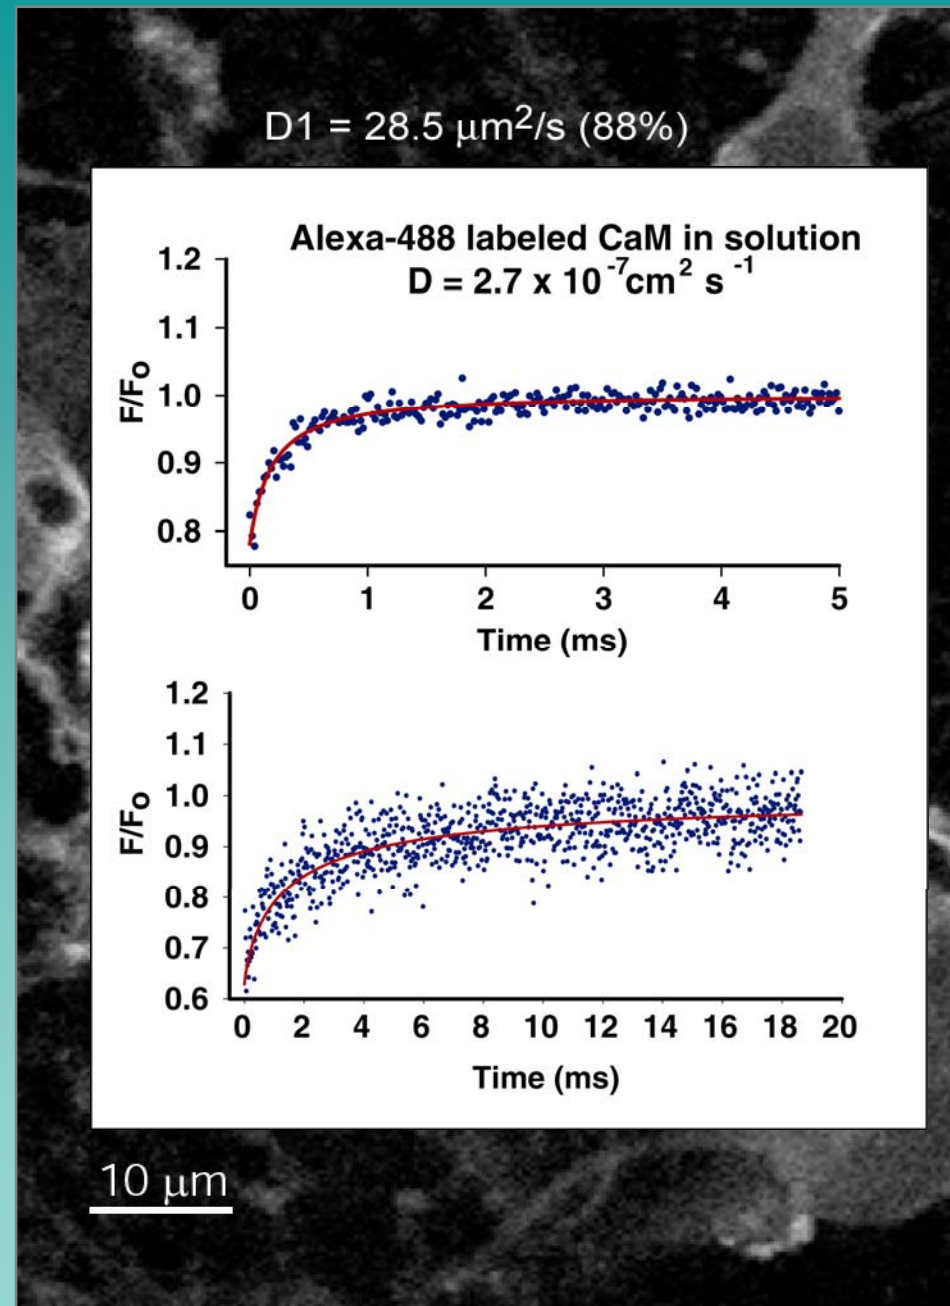 D1 = 28.5 μm²/s (88%)
Alexa-488 labeled CaM in solution
D = 2.7 x 10⁻⁷cm² s⁻¹
1.2
1.1
1.0
0.9
0.8
F/Fo
0 1 2 3 4 5
Time (ms)
1.2
1.1
1.0
0.9
0.8
0.7
0.6
F/Fo
0 2 4 6 8 10 12 14 16 18 20
Time (ms)
10 μm